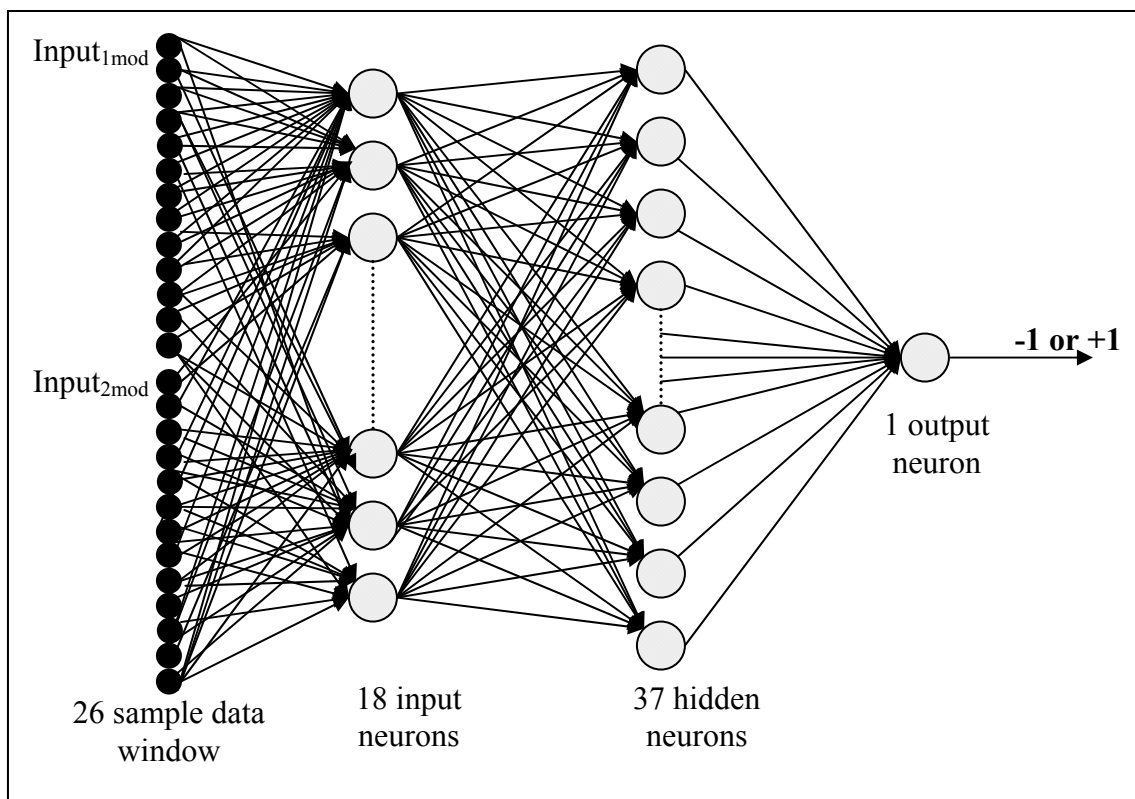 Input1mod
Input2mod
-1 or +1
1 output
neuron
26 sample data
window
18 input
neurons
37 hidden
neurons